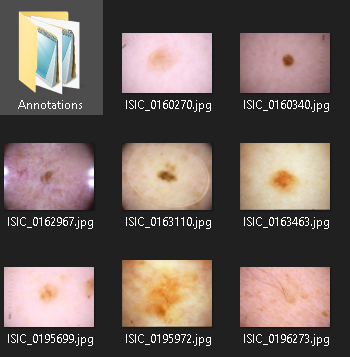 Annotations
ISIC_0160270.jpg
ISIC_0160340.jpg
ISIC_0162967.jpg
ISIC_0163110.jpg
ISIC_0163463.jpg
ISIC_0195699.jpg
ISIC_0195972.jpg
ISIC_0196273.jpg